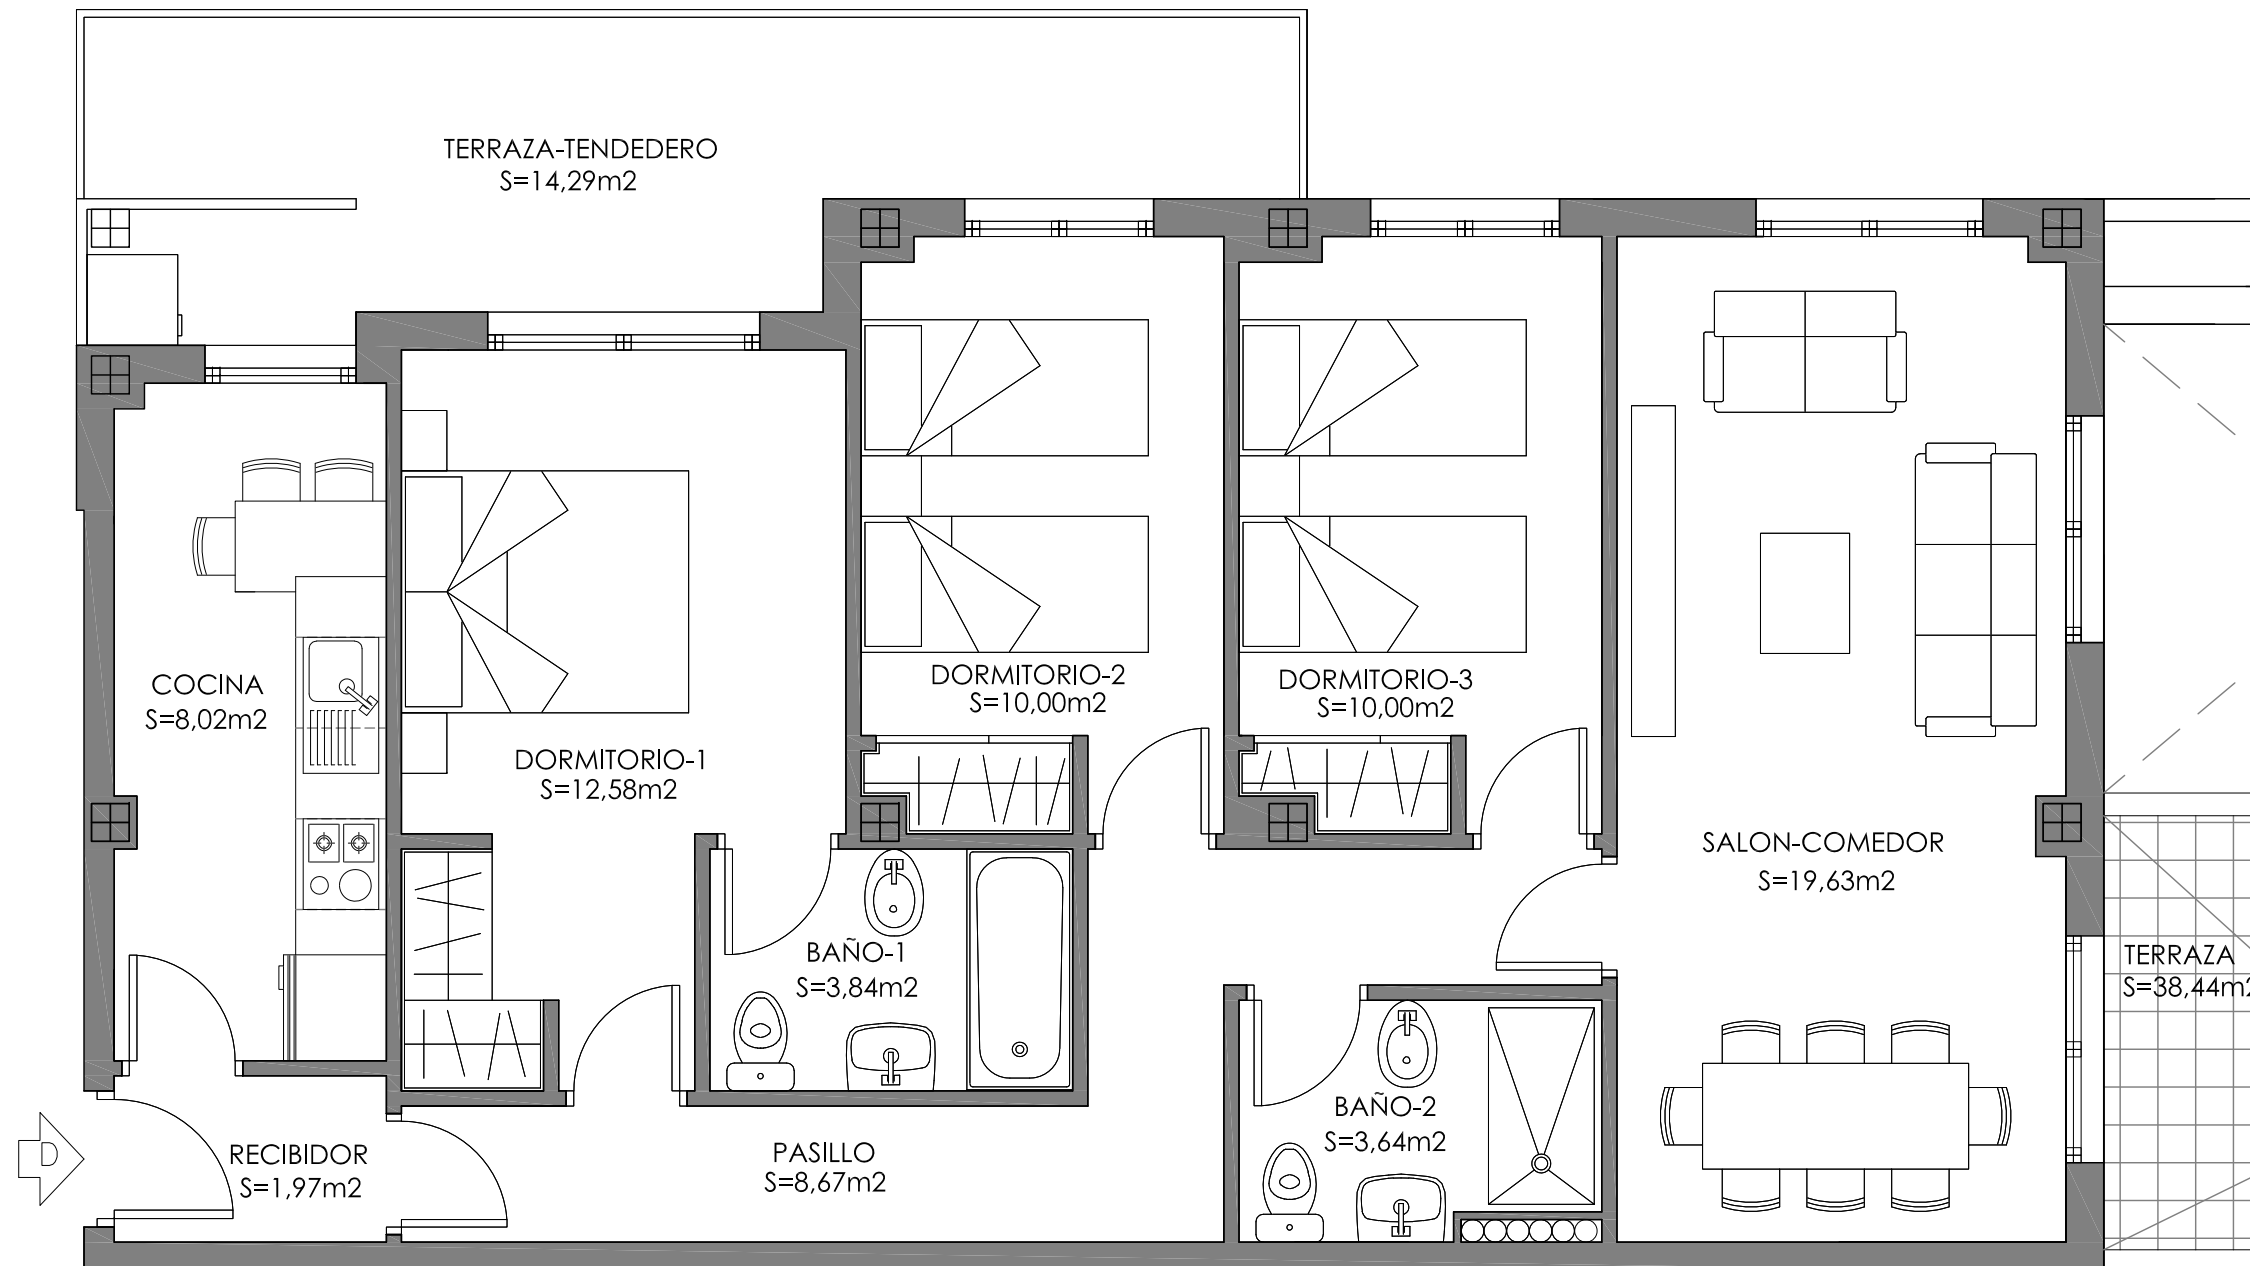 TERRAZA-TENDEDERO
S=14,29m2
COCINA
S=8,02m2
DORMITORIO-1
S=12,58m2
DORMITORIO-2
S=10,00m2
DORMITORIO-3
S=10,00m2
SALON-COMEDOR
S=19,63m2
BAÑO-1
S=3,84m2
TERRAZA
S=38,44m2
BAÑO-2
S=3,64m2
D
RECIBIDOR
S=1,97m2
PASILLO
S=8,67m2